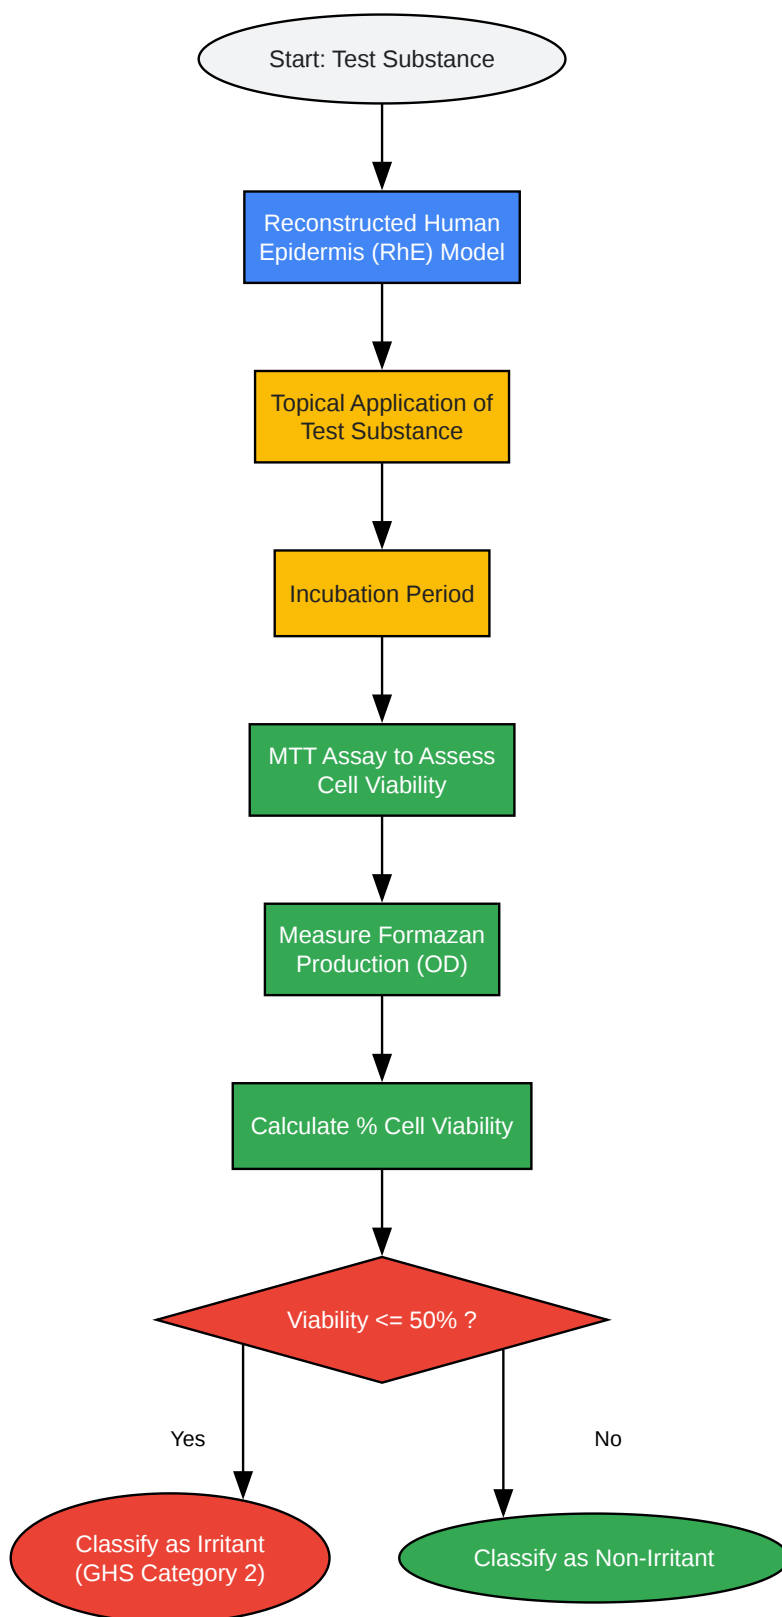 Start: Test Substance
Reconstructed Human
Epidermis (RhE) Model
Topical Application of
Test Substance
Incubation Period
MTT Assay to Assess
Cell Viability
Measure Formazan
Production (OD)
Calculate % Cell Viability
Viability <= 50% ?
Yes
No
Classify as Irritant
(GHS Category 2)
Classify as Non-Irritant